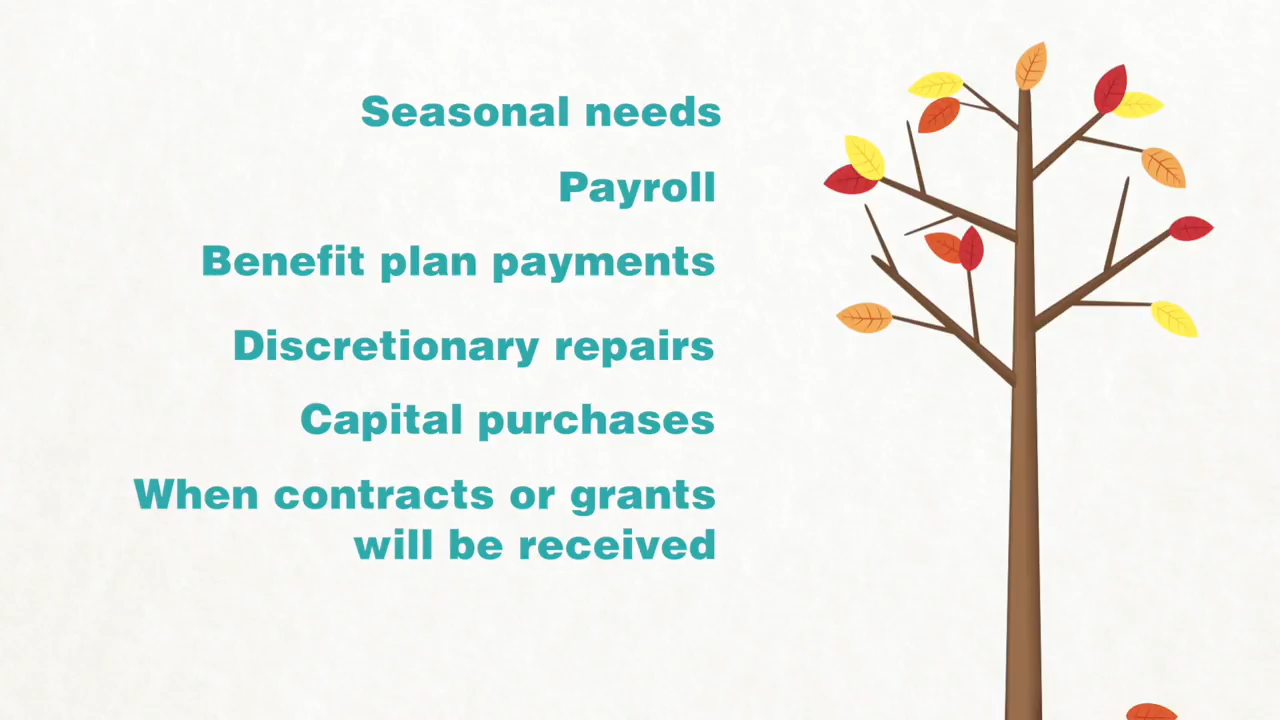 Seasonal needs
Payroll
Benefit plan payments
Discretionary repairs
Capital purchases
When contracts or grants
will be received